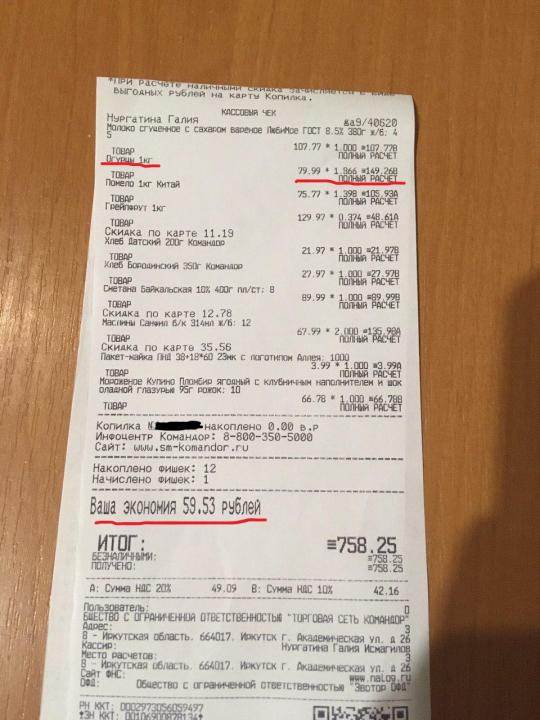 *ПРИ РАСЧЕТЕ НАЛИЧНЫМИ СКИДКА ЗАЧИСЛЯЕТСЯ В ВИДЕ
ВЫГОДНЫХ РУБЛЕЙ НА КАРТУ КОПИЛКА.
КАССОВЫЙ ЧЕК
Нургатина Галия №а9/40620
Молоко сгущенное с сахаром вареное ЛюбиМое ГОСТ 8.5% 380г ж/б: 4
5
107.77 * 1.000 =107.77В
ТОВАР ПОЛНЫЙ РАСЧЕТ
Огурцы 1кг
79.99 * 1.866 =149.26В
ТОВАР ПОЛНЫЙ РАСЧЕТ
Помело 1кг Китай
75.77 * 1.398 =105.93А
ТОВАР ПОЛНЫЙ РАСЧЕТ
Грейпфрут 1кг
129.97 * 0.374 =48.61А
ТОВАР ПОЛНЫЙ РАСЧЕТ
Скидка по карте 11.19
Хлеб Датский 200г Командор
21.97 * 1.000 =21.97В
ТОВАР ПОЛНЫЙ РАСЧЕТ
Хлеб Бородинский 350г Командор
27.97 * 1.000 =27.97В
ТОВАР ПОЛНЫЙ РАСЧЕТ
Сметана Байкальская 10% 400г пл/ст: 8
89.99 * 1.000 =89.99В
ТОВАР ПОЛНЫЙ РАСЧЕТ
Скидка по карте 12.78
Маслины Санфил б/к 314мл ж/б: 12
67.99 * 2.000 =135.98А
ТОВАР ПОЛНЫЙ РАСЧЕТ
Скидка по карте 35.56
Пакет-майка ПНД 38+18*60 23мк с логотипом Аллея: 1000
3.99 * 1.000 =3.99А
ТОВАР ПОЛНЫЙ РАСЧЕТ
Мороженое Купино Пломбир ягодный с клубничным наполнителем и шок
оладной глазурью 95г рожок: 10
66.78 * 1.000 =66.78В
ТОВАР ПОЛНЫЙ РАСЧЕТ
Копилка накоплено 0.00 в.р
Инфоцентр Командор: 8-800-350-5000
Сайт: www.sm-komandor.ru
Накоплено фишек: 12
Начислено фишек: 1
Ваша экономия 59.53 рублей
ИТОГ: =758.25
БЕЗНАЛИЧНЫМИ: =758.25
ПОЛУЧЕНО: =758.25
А: Сумма НДС 20% 49.09 В: Сумма НДС 10% 42.16
Пользователь: О
БЩЕСТВО С ОГРАНИЧЕННОЙ ОТВЕТСТВЕННОСТЬЮ "ТОРГОВАЯ СЕТЬ КОМАНДОР"
Адрес: 3
8 - Иркутская область, 664017, Иркутск г, Академическая ул, д 26
Кассир: Нургатина Галия Исмагилов
Место расчетов: 3
8 - Иркутская область, 664017, Иркутск г, Академическая ул, д 26
Сайт ФНС: www.nalog.ru
ОФД: Общество с ограниченной ответственностью "Эвотор ОФД"
РН ККТ: 0002973056059497
*ЗН ККТ: 00106900878134*